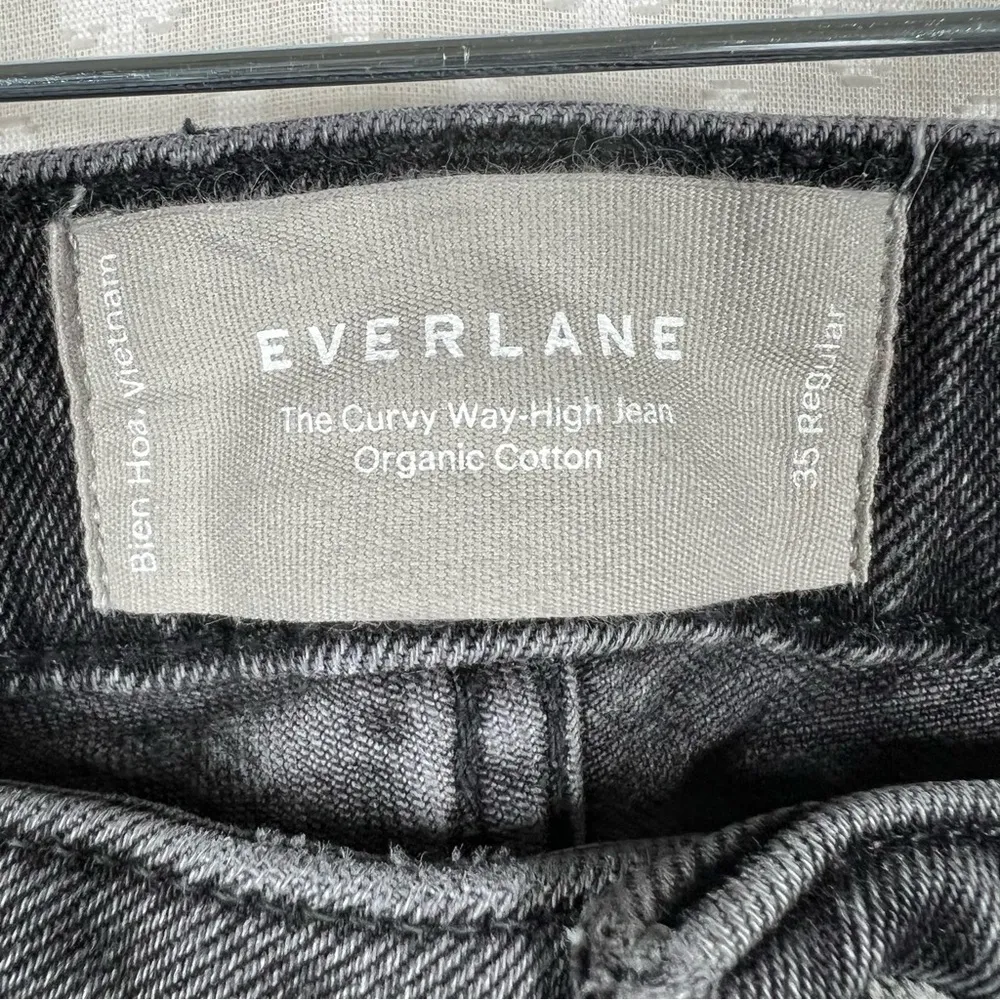 EVERLANE
The Curvy Way-High Jean
Organic Cotton
Bien Hoa, Vietnam
35 Regular